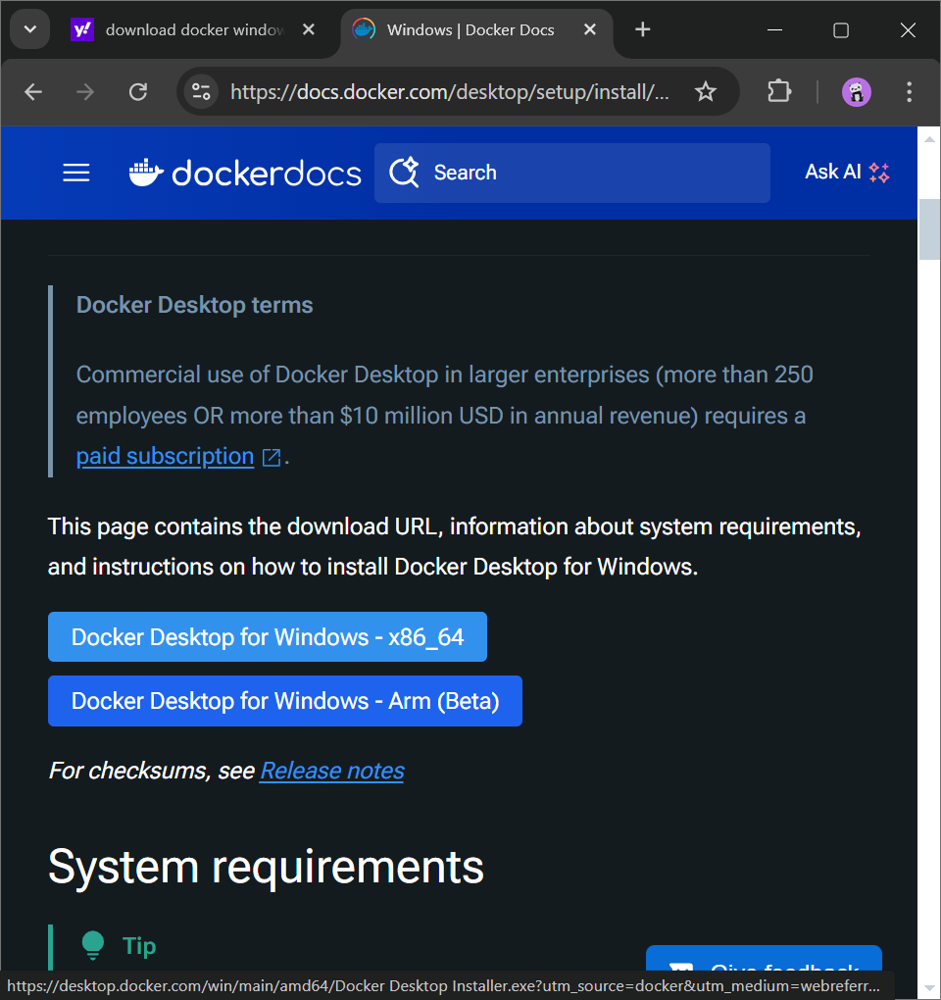 download docker window
Windows | Docker Docs
https://docs.docker.com/desktop/setup/install/...
dockerdocs
Search
Ask AI
Docker Desktop terms
Commercial use of Docker Desktop in larger enterprises (more than 250
employees OR more than $10 million USD in annual revenue) requires a
paid subscription .
This page contains the download URL, information about system requirements,
and instructions on how to install Docker Desktop for Windows.
Docker Desktop for Windows - x86_64
Docker Desktop for Windows - Arm (Beta)
For checksums, see Release notes
System requirements
Tip
Give feedback
https://desktop.docker.com/win/main/amd64/Docker Desktop Installer.exe?utm_source=docker&utm_medium=webreferr...